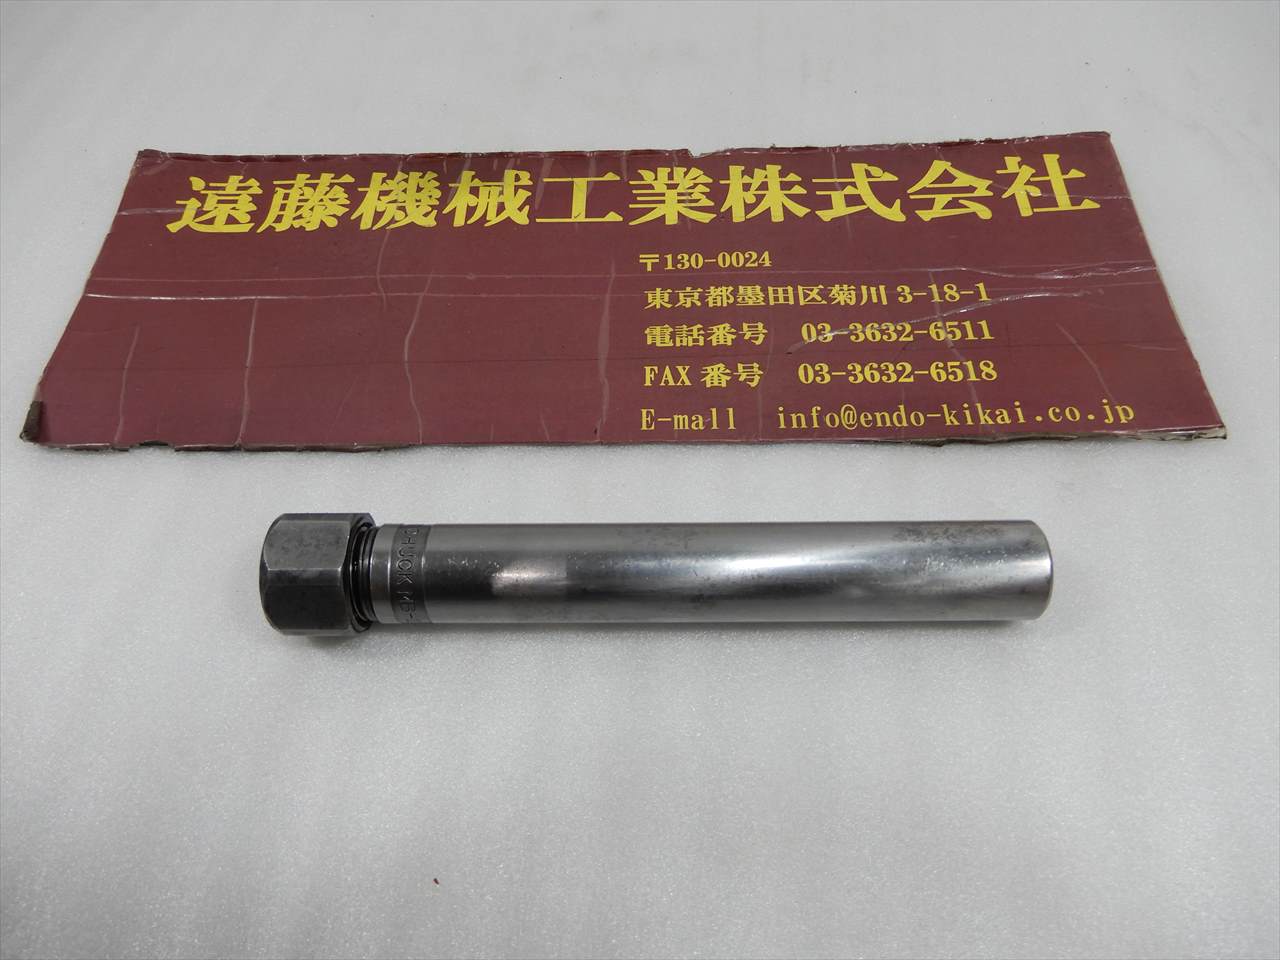 遠藤機械工業株式会社
〒130-0024
東京都墨田区菊川 3-18-1
電話番号 03-3632-6511
FAX 番号 03-3632-6518
E-mall info@endo-kikai.co.jp
CHUCK